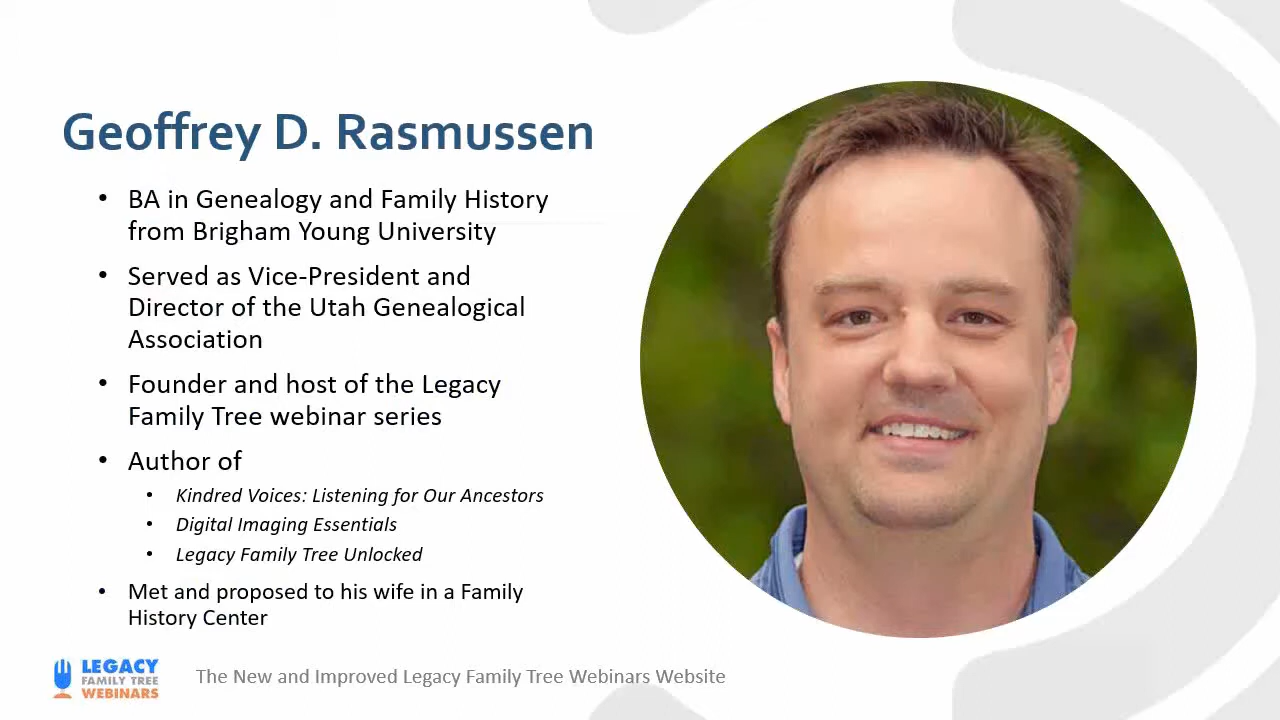 Geoffrey D. Rasmussen
• BA in Genealogy and Family History
from Brigham Young University
• Served as Vice-President and
Director of the Utah Genealogical
Association
• Founder and host of the Legacy
Family Tree webinar series
• Author of
• Kindred Voices: Listening for Our Ancestors
• Digital Imaging Essentials
• Legacy Family Tree Unlocked
• Met and proposed to his wife in a Family
History Center
LEGACY
FAMILY TREE
WEBINARS
The New and Improved Legacy Family Tree Webinars Website